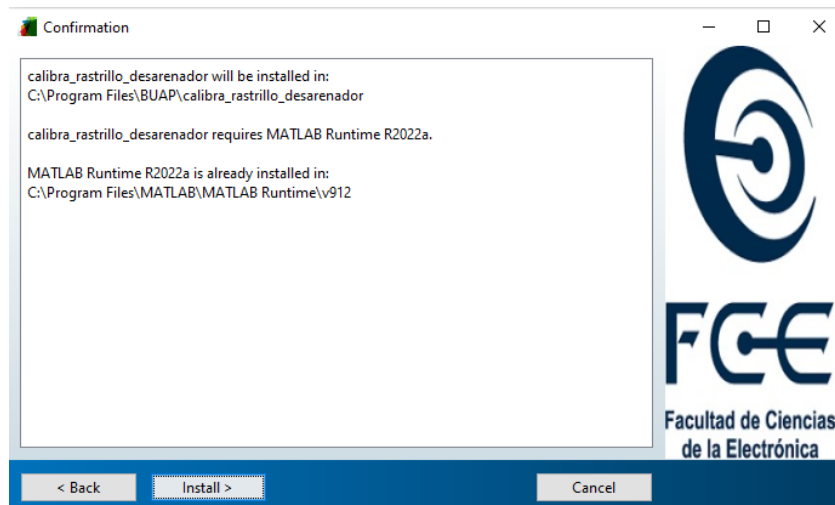 Confirmation
calibra_rastrillo_desarenador will be installed in:
C:\Program Files\BUAP\calibra_rastrillo_desarenador
calibra_rastrillo_desarenador requires MATLAB Runtime R2022a.
MATLAB Runtime R2022a is already installed in:
C:\Program Files\MATLAB\MATLAB Runtime\v912
FCE
Facultad de Ciencias
de la Electrónica
< Back
Install >
Cancel